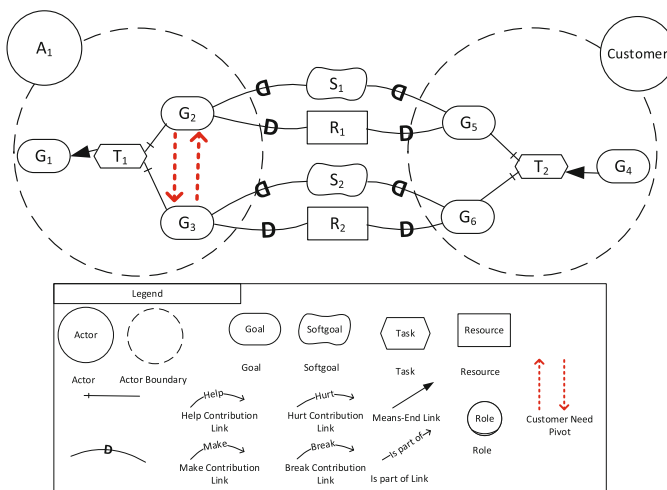 A1
Customer
D
S1
D
G2
G5
D
R1
D
G1
T1
T2
G4
D
S2
D
G3
G6
D
R2
D
Legend
Actor
Goal
Softgoal
Task
Resource
Goal
Softgoal
Task
Resource
Actor
Actor Boundary
Help
Hurt
Help Contribution
Link
Hurt Contribution
Link
Means-End Link
Role
Customer Need
Pivot
D
Make
Break
Is part of
Role
Make Contribution
Link
Break Contribution
Link
Is part of Link